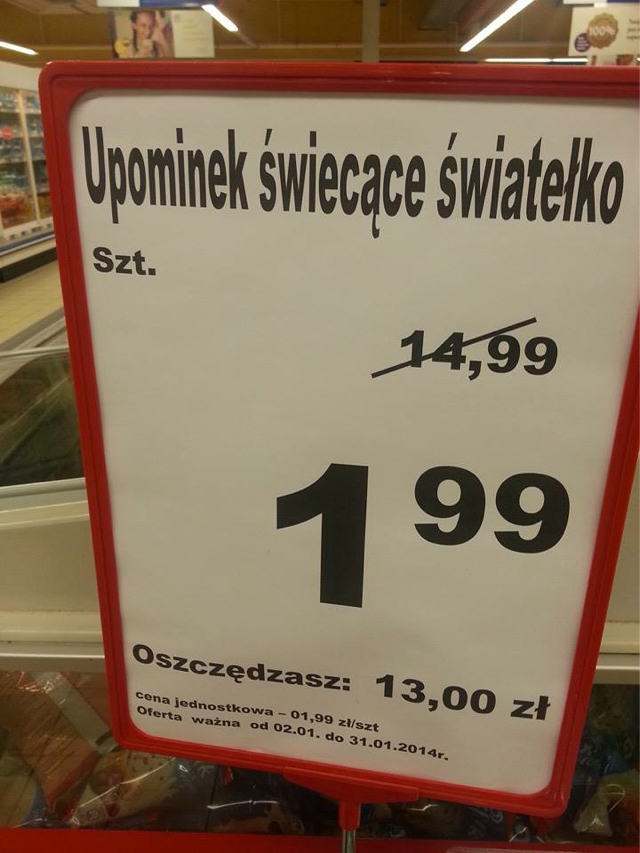 100%
Upominek świecące światełko
Szt.
14,99
1 99
Oszczędzasz: 13,00 zł
cena jednostkowa – 01,99 zł/szt
Oferta ważna od 02.01. do 31.01.2014r.